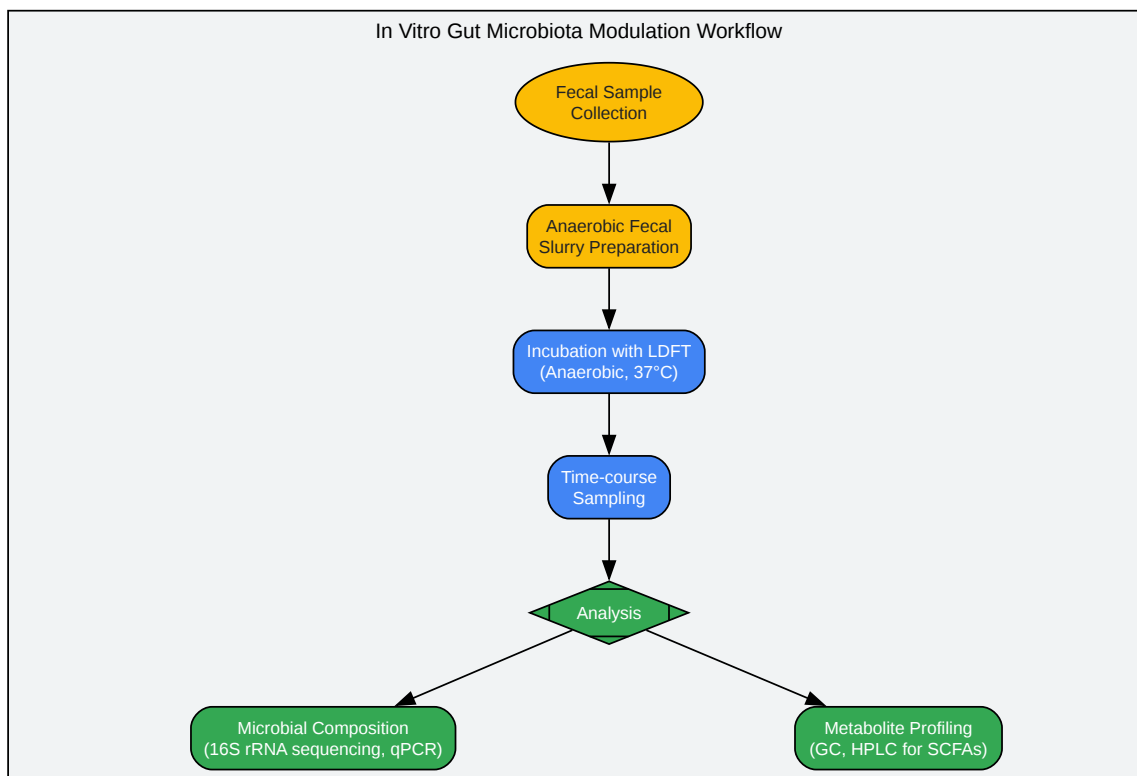 In Vitro Gut Microbiota Modulation Workflow
Fecal Sample
Collection
Anaerobic Fecal
Slurry Preparation
Incubation with LDFT
(Anaerobic, 37°C)
Time-course
Sampling
Analysis
Microbial Composition
(16S rRNA sequencing, qPCR)
Metabolite Profiling
(GC, HPLC for SCFAs)